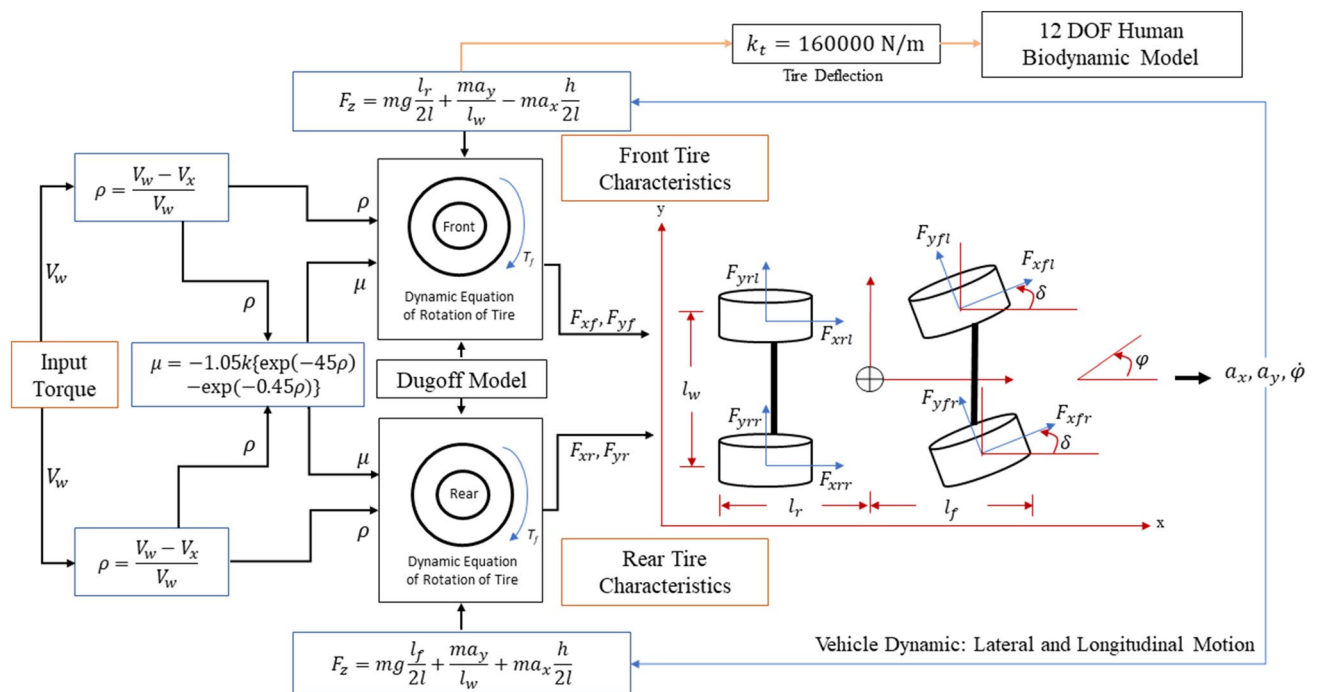 k_t = 160000 N/m
Tire Deflection
12 DOF Human
Biodynamic Model
F_z = mg l_r/2l + ma_y/l_w − ma_x h/2l
ρ = (V_w − V_x)/V_w
ρ
Front
T_f
μ
Dynamic Equation
of Rotation of Tire
Front Tire
Characteristics
V_w
ρ
F_xf, F_yf
Input
Torque
μ = −1.05k{exp(−45ρ)
−exp(−0.45ρ)}
Dugoff Model
V_w
ρ
μ
F_xr, F_yr
Rear
T_f
ρ
Dynamic Equation
of Rotation of Tire
ρ = (V_w − V_x)/V_w
Rear Tire
Characteristics
F_z = mg l_f/2l + ma_y/l_w + ma_x h/2l
y
F_yrl
F_xrl
F_yfl
F_xfl
δ
l_w
φ
a_x, a_y, φ̇
F_yrr
F_xrr
F_yfr
F_xfr
δ
l_r
l_f
x
Vehicle Dynamic: Lateral and Longitudinal Motion